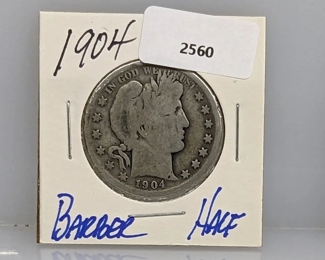 1904
2560
IN GOD WE TRUST
1904
BARBER HALF